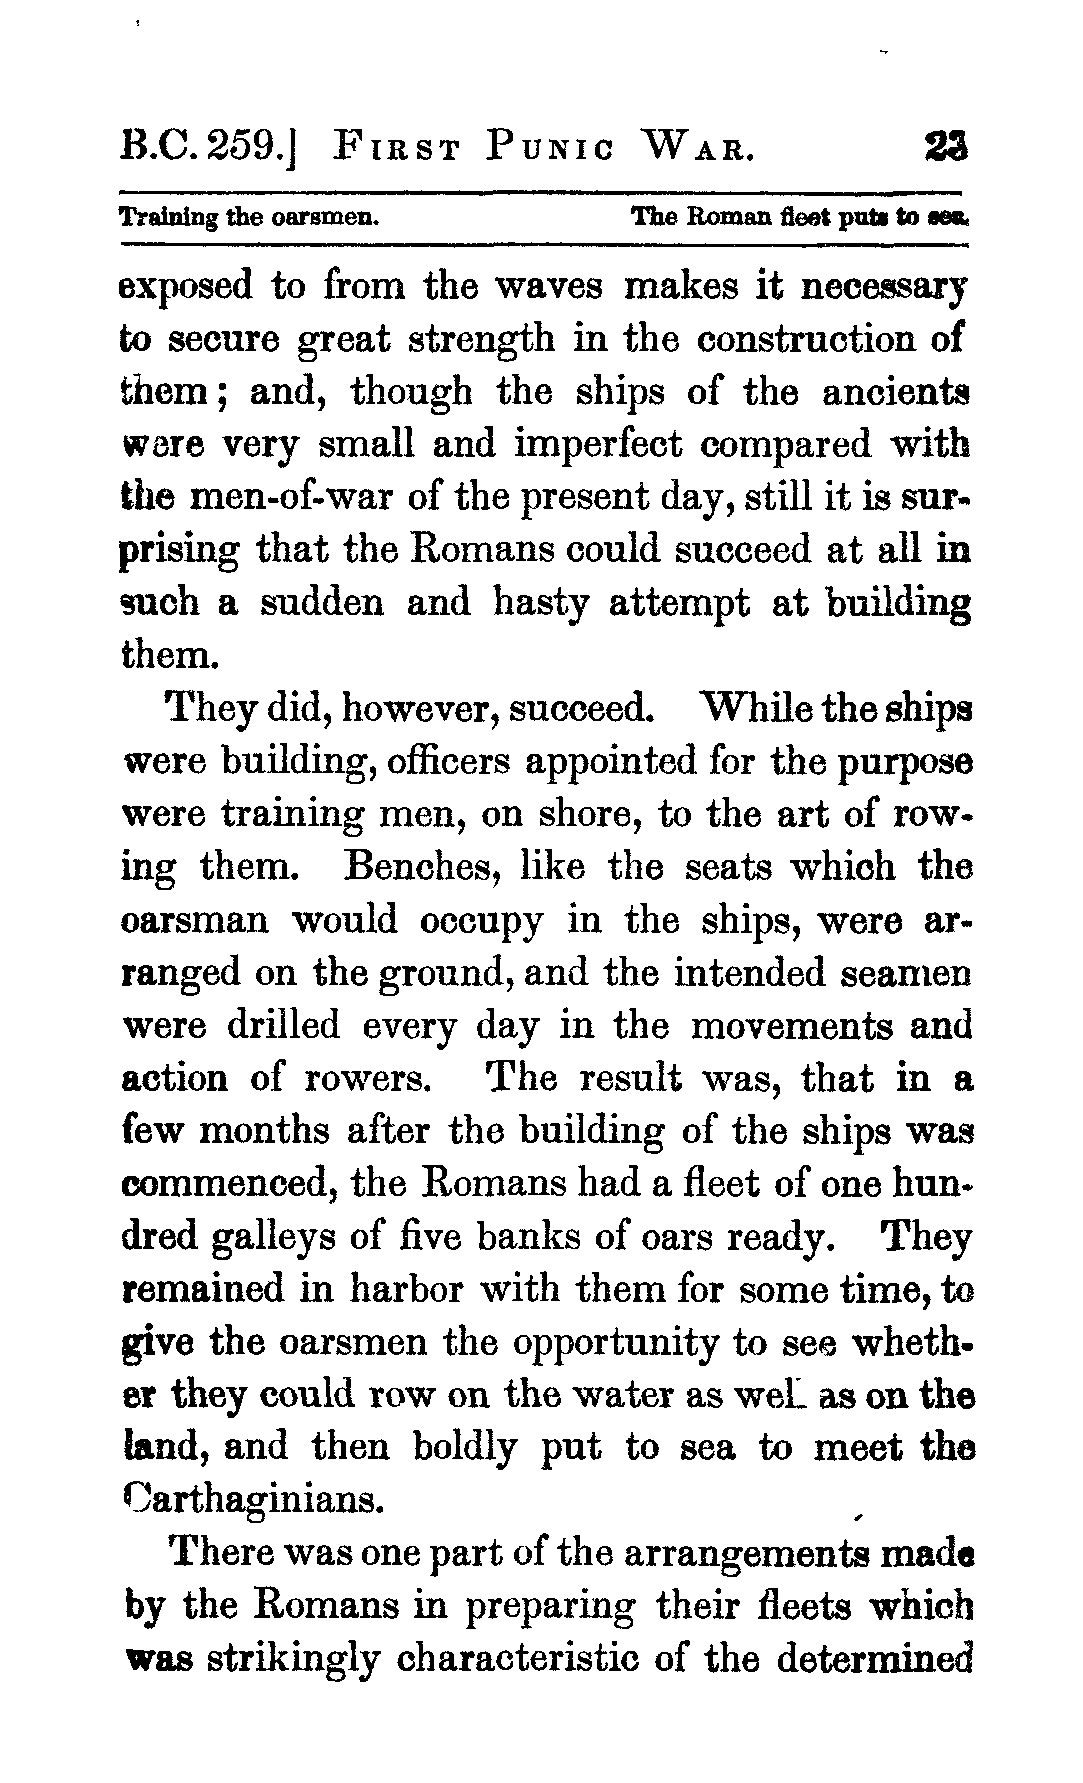 B.C. 259.] First Punic War. 23
Training the oarsmen. The Roman fleet puts to sea.
exposed to from the waves makes it necessary
to secure great strength in the construction of
them; and, though the ships of the ancients
were very small and imperfect compared with
the men-of-war of the present day, still it is sur-
prising that the Romans could succeed at all in
such a sudden and hasty attempt at building
them.
They did, however, succeed. While the ships
were building, officers appointed for the purpose
were training men, on shore, to the art of row-
ing them. Benches, like the seats which the
oarsman would occupy in the ships, were ar-
ranged on the ground, and the intended seamen
were drilled every day in the movements and
action of rowers. The result was, that in a
few months after the building of the ships was
commenced, the Romans had a fleet of one hun-
dred galleys of five banks of oars ready. They
remained in harbor with them for some time, to
give the oarsmen the opportunity to see wheth-
er they could row on the water as well as on the
land, and then boldly put to sea to meet the
Carthaginians.
There was one part of the arrangements made
by the Romans in preparing their fleets which
was strikingly characteristic of the determined